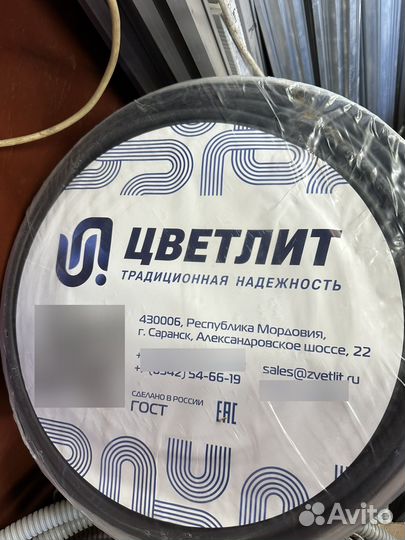 ЦВЕТЛИТ
ТРАДИЦИОННАЯ НАДЕЖНОСТЬ
430006, Республика Мордовия,
г. Саранск, Александровское шоссе, 22
54-66-19
sales@zvetlit.ru
СДЕЛАНО В РОССИИ
ГОСТ
EAC
Avito